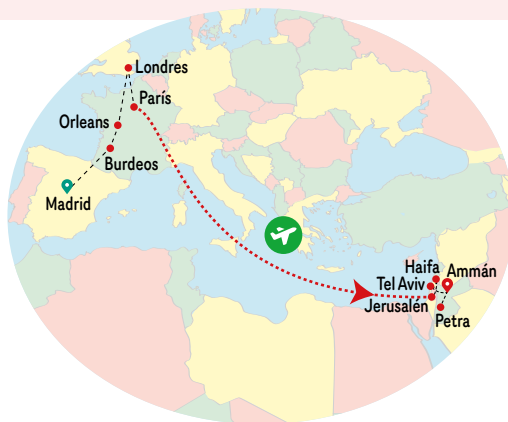 Londres
París
Orleans
Burdeos
Madrid
Haifa
Ammán
Tel Aviv
Jerusalén
Petra